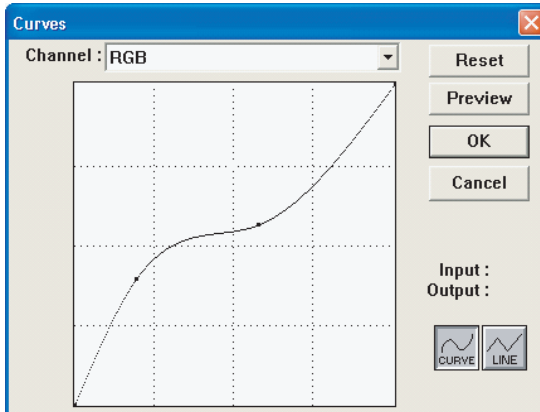 Curves
Channel : RGB
Reset
Preview
OK
Cancel
Input :
Output :
CURVE
LINE